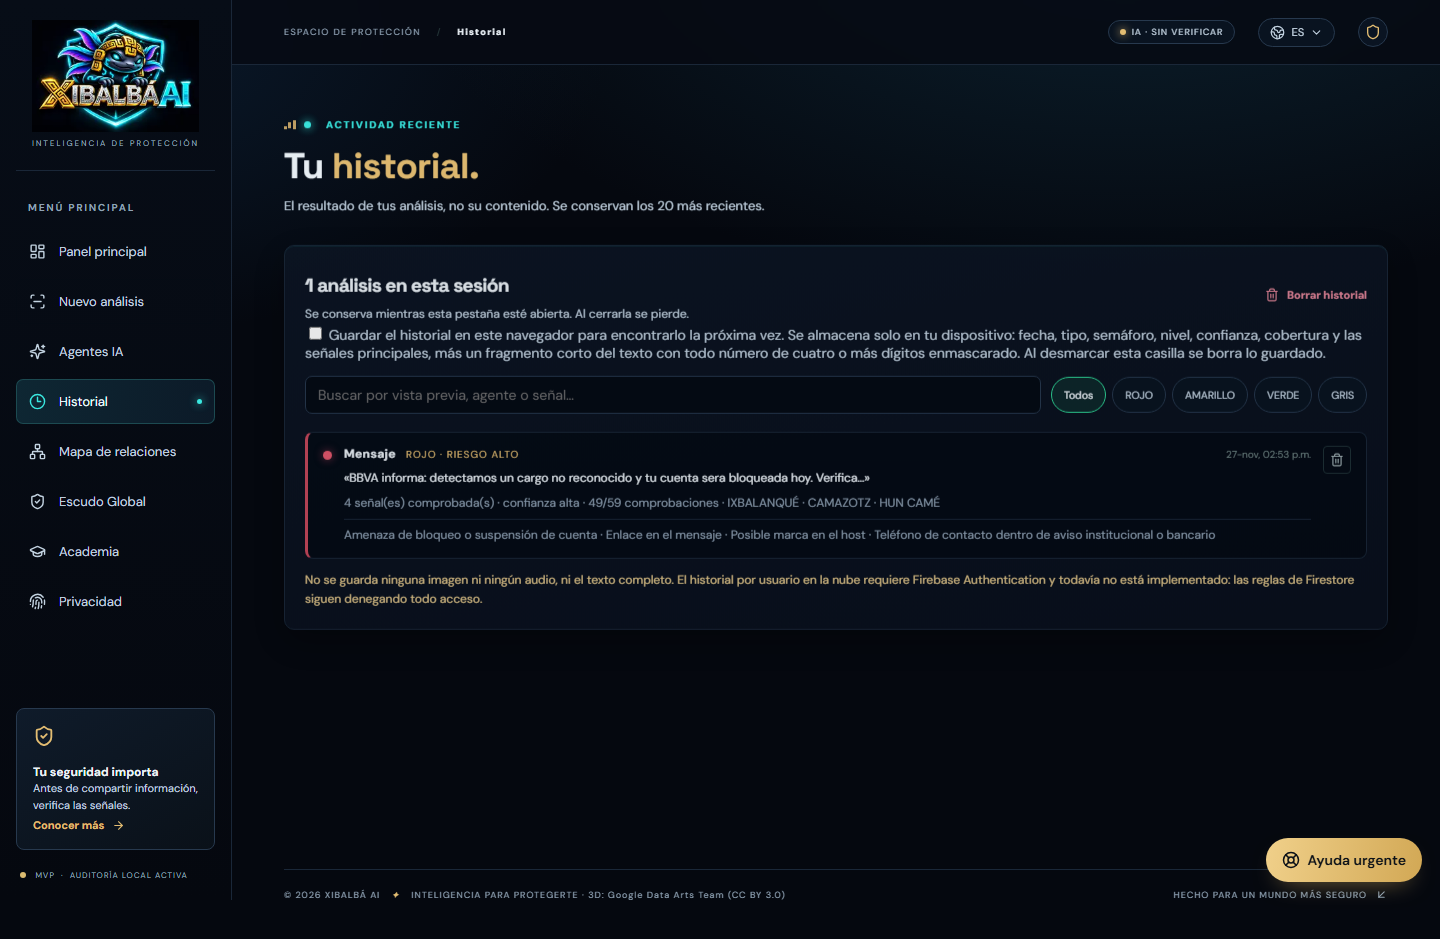 XIBALBÁ AI
INTELIGENCIA DE PROTECCIÓN
MENÚ PRINCIPAL
Panel principal
Nuevo análisis
Agentes IA
Historial
Mapa de relaciones
Escudo Global
Academia
Privacidad
Tu seguridad importa
Antes de compartir información,
verifica las señales.
Conocer más
MVP · AUDITORÍA LOCAL ACTIVA
ESPACIO DE PROTECCIÓN / Historial
IA · SIN VERIFICAR
ES
ACTIVIDAD RECIENTE
Tu historial.
El resultado de tus análisis, no su contenido. Se conservan los 20 más recientes.
1 análisis en esta sesión
Se conserva mientras esta pestaña esté abierta. Al cerrarla se pierde.
Borrar historial
Guardar el historial en este navegador para encontrarlo la próxima vez. Se almacena solo en tu dispositivo: fecha, tipo, semáforo, nivel, confianza, cobertura y las
señales principales, más un fragmento corto del texto con todo número de cuatro o más dígitos enmascarado. Al desmarcar esta casilla se borra lo guardado.
Buscar por vista previa, agente o señal...
Todos
ROJO
AMARILLO
VERDE
GRIS
Mensaje ROJO · RIESGO ALTO
27-nov, 02:53 p.m.
«BBVA informa: detectamos un cargo no reconocido y tu cuenta sera bloqueada hoy. Verifica…»
4 señal(es) comprobada(s) · confianza alta · 49/59 comprobaciones · IXBALANQUÉ · CAMAZOTZ · HUN CAMÉ
Amenaza de bloqueo o suspensión de cuenta · Enlace en el mensaje · Posible marca en el host · Teléfono de contacto dentro de aviso institucional o bancario
No se guarda ninguna imagen ni ningún audio, ni el texto completo. El historial por usuario en la nube requiere Firebase Authentication y todavía no está implementado: las reglas de Firestore
siguen denegando todo acceso.
Ayuda urgente
© 2026 XIBALBÁ AI ✦ INTELIGENCIA PARA PROTEGERTE · 3D: Google Data Arts Team (CC BY 3.0)
HECHO PARA UN MUNDO MÁS SEGURO